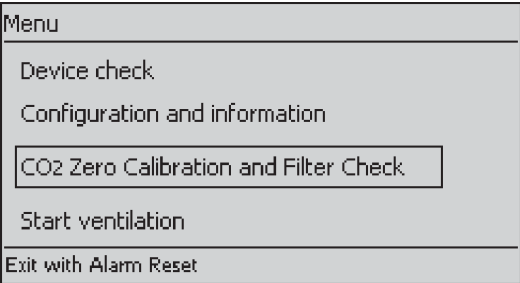 Menu
Device check
Configuration and information
CO2 Zero Calibration and Filter Check
Start ventilation
Exit with Alarm Reset